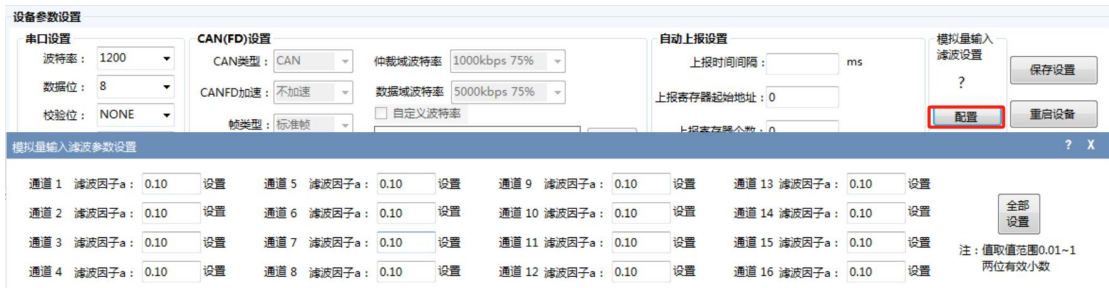 设备参数设置
串口设置
波特率： 1200
数据位： 8
校验位： NONE
CAN(FD)设置
CAN类型： CAN
CANFD加速： 不加速
帧类型： 标准帧
仲裁域波特率 1000kbps 75%
数据域波特率 5000kbps 75%
自定义波特率
自动上报设置
上报时间间隔： ms
上报寄存器起始地址： 0
上报寄存器个数： 0
模拟量输入
滤波设置
?
配置
保存设置
重启设备
模拟量输入滤波参数设置 ? X
通道 1 滤波因子a： 0.10 设置 通道 5 滤波因子a： 0.10 设置 通道 9 滤波因子a： 0.10 设置 通道 13 滤波因子a： 0.10 设置
通道 2 滤波因子a： 0.10 设置 通道 6 滤波因子a： 0.10 设置 通道 10 滤波因子a： 0.10 设置 通道 14 滤波因子a： 0.10 设置
通道 3 滤波因子a： 0.10 设置 通道 7 滤波因子a： 0.10 设置 通道 11 滤波因子a： 0.10 设置 通道 15 滤波因子a： 0.10 设置
通道 4 滤波因子a： 0.10 设置 通道 8 滤波因子a： 0.10 设置 通道 12 滤波因子a： 0.10 设置 通道 16 滤波因子a： 0.10 设置
全部
设置
注：值取值范围0.01~1
两位有效小数